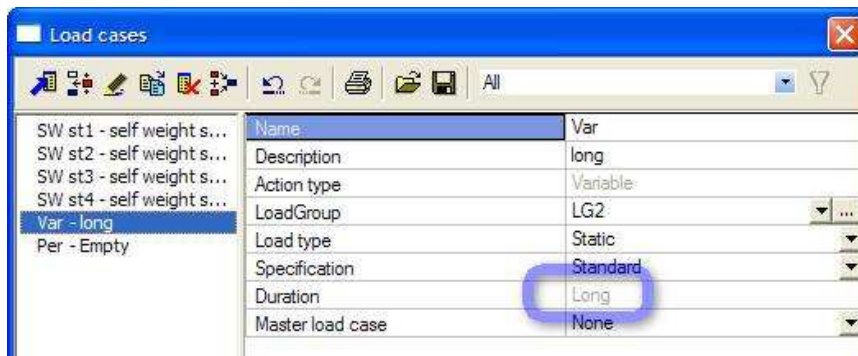 Load cases
All
SW st1 - self weight s...
SW st2 - self weight s...
SW st3 - self weight s...
SW st4 - self weight s...
Var - long
Per - Empty
Name Var
Description long
Action type Variable
LoadGroup LG2 ...
Load type Static
Specification Standard
Duration Long
Master load case None